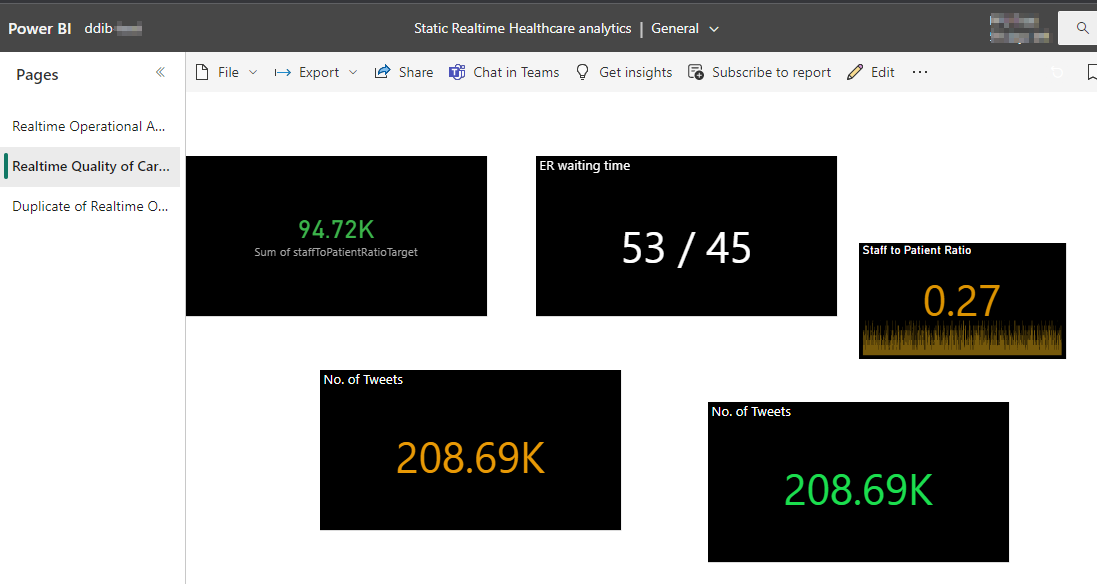 Power BI ddib
Static Realtime Healthcare analytics | General
Pages
File Export Share Chat in Teams Get insights Subscribe to report Edit ...
Realtime Operational A...
Realtime Quality of Car...
Duplicate of Realtime O...
94.72K
Sum of staffToPatientRatioTarget
ER waiting time
53 / 45
Staff to Patient Ratio
0.27
No. of Tweets
208.69K
No. of Tweets
208.69K